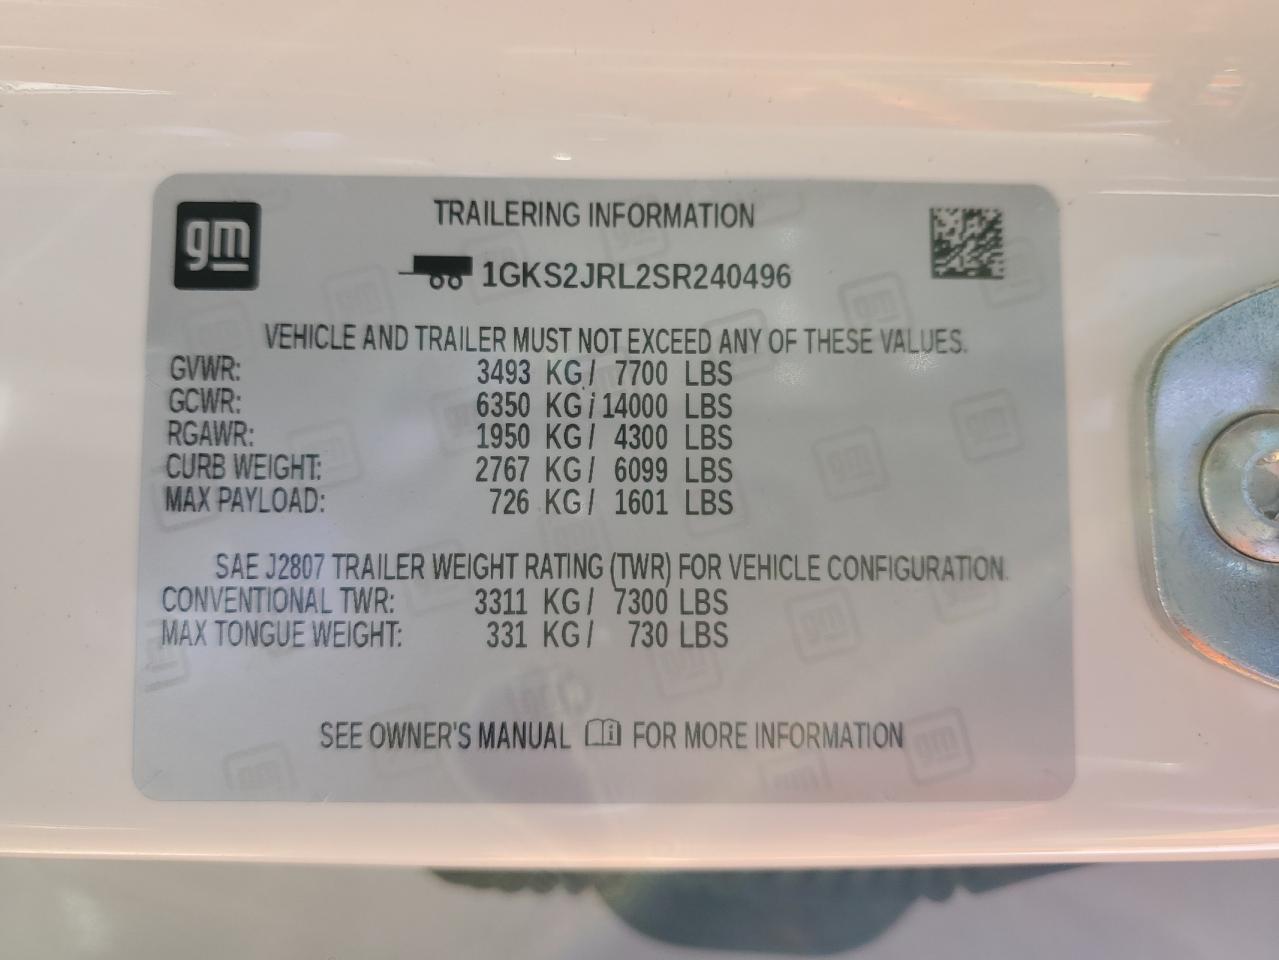 gm
TRAILERING INFORMATION
1GKS2JRL2SR240496
VEHICLE AND TRAILER MUST NOT EXCEED ANY OF THESE VALUES.
GVWR: 3493 KG/ 7700 LBS
GCWR: 6350 KG/14000 LBS
RGAWR: 1950 KG/ 4300 LBS
CURB WEIGHT: 2767 KG/ 6099 LBS
MAX PAYLOAD: 726 KG/ 1601 LBS
SAE J2807 TRAILER WEIGHT RATING (TWR) FOR VEHICLE CONFIGURATION.
CONVENTIONAL TWR: 3311 KG/ 7300 LBS
MAX TONGUE WEIGHT: 331 KG/ 730 LBS
SEE OWNER'S MANUAL i FOR MORE INFORMATION